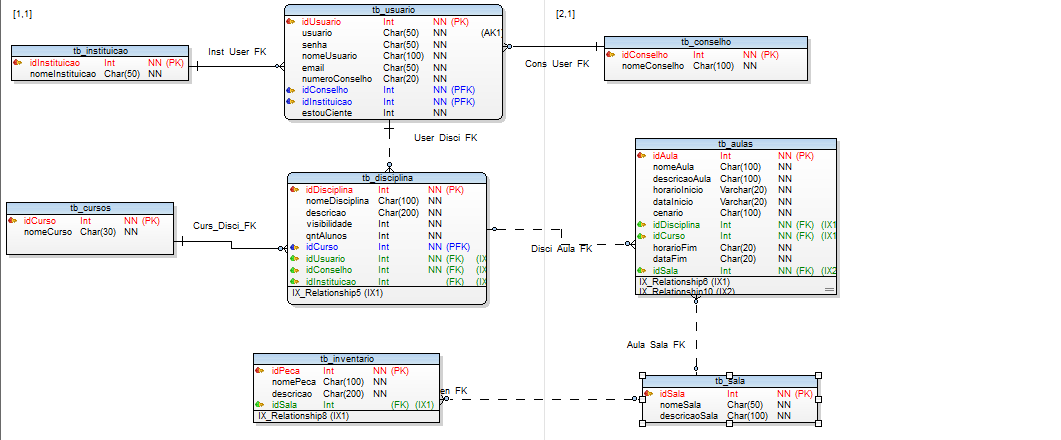 [1,1]
[2,1]
tb_usuario
idUsuario Int NN (PK)
usuario Char(50) NN (AK1
senha Char(50) NN
nomeUsuario Char(100) NN
email Char(50) NN
numeroConselho Char(20) NN
idConselho Int NN (PFK)
idInstituicao Int NN (PFK)
estouCiente Int NN
tb_instituicao
idInstituicao Int NN (PK)
nomeInstituicao Char(50) NN
Inst User FK
tb_conselho
idConselho Int NN (PK)
nomeConselho Char(100) NN
Cons User FK
User Disci FK
tb_disciplina
idDisciplina Int NN (PK)
nomeDisciplina Char(100) NN
descricao Char(200) NN
visibilidade Int NN
qntAlunos Int NN
idCurso Int NN (PFK)
idUsuario Int NN (FK) (IX
idConselho Int NN (FK) (IX
idInstituicao Int (FK) (IX
IX_Relationship5 (IX1)
tb_cursos
idCurso Int NN (PK)
nomeCurso Char(30) NN
Curs_Disci_FK
tb_aulas
idAula Int NN (PK)
nomeAula Char(100) NN
descricaoAula Char(100) NN
horarioInicio Varchar(20) NN
dataInicio Varchar(20) NN
cenario Char(100) NN
idDisciplina Int NN (FK) (IX1
idCurso Int NN (FK) (IX1
horarioFim Char(20) NN
dataFim Char(20) NN
idSala Int NN (FK) (IX2
IX_Relationship6 (IX1)
IX_Relationship10 (IX2)
Disci Aula FK
Aula Sala FK
tb_inventario
idPeca Int NN (PK)
nomePeca Char(100) NN
descricao Char(200) NN
idSala Int (FK) (IX1)
IX_Relationship8 (IX1)
en FK
tb_sala
idSala Int NN (PK)
nomeSala Char(50) NN
descricaoSala Char(100) NN